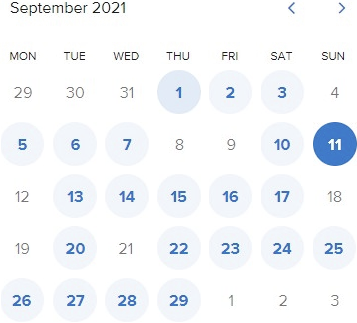 September 2021 < >
MON TUE WED THU FRI SAT SUN
29 30 31 1 2 3 4
5 6 7 8 9 10 11
12 13 14 15 16 17 18
19 20 21 22 23 24 25
26 27 28 29 1 2 3